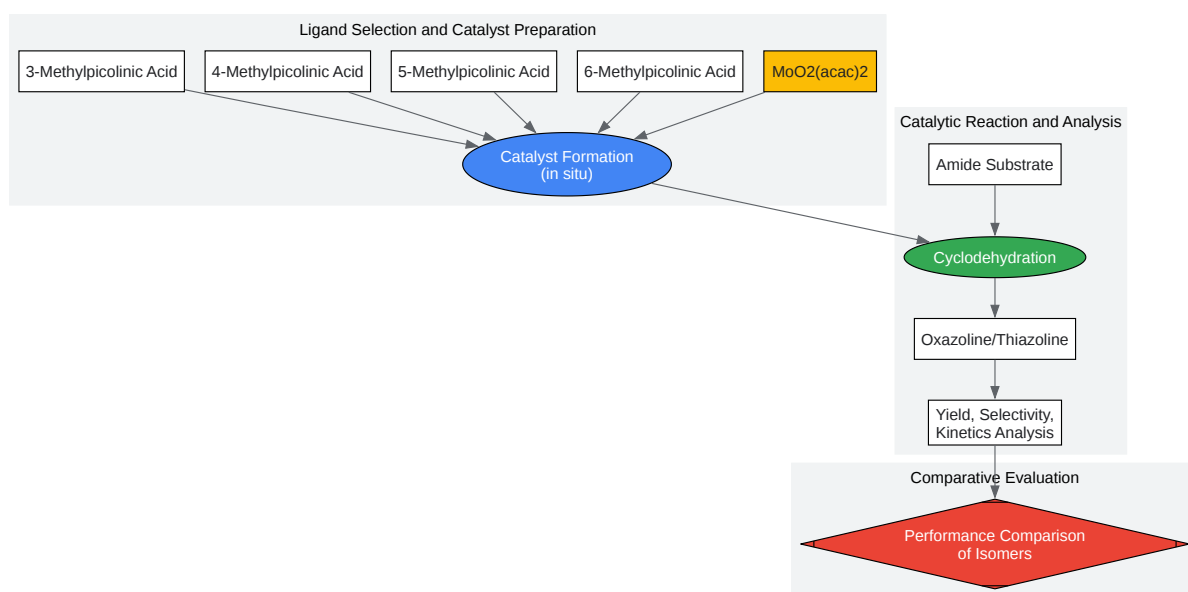 Ligand Selection and Catalyst Preparation
3-Methylpicolinic Acid
4-Methylpicolinic Acid
5-Methylpicolinic Acid
6-Methylpicolinic Acid
MoO2(acac)2
Catalyst Formation
(in situ)
Catalytic Reaction and Analysis
Amide Substrate
Cyclodehydration
Oxazoline/Thiazoline
Yield, Selectivity,
Kinetics Analysis
Comparative Evaluation
Performance Comparison
of Isomers